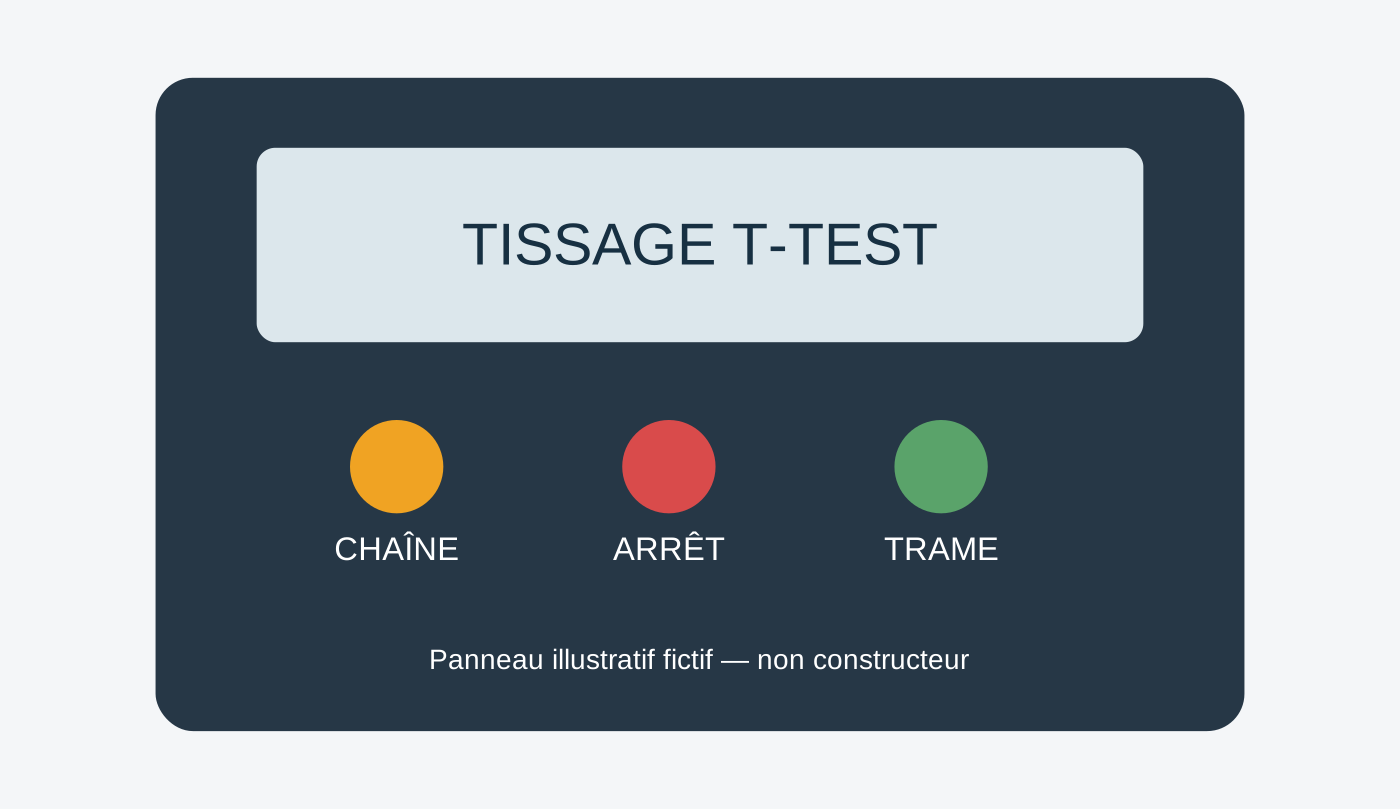 TISSAGE T-TEST
CHAÎNE ARRÊT TRAME
Panneau illustratif fictif — non constructeur